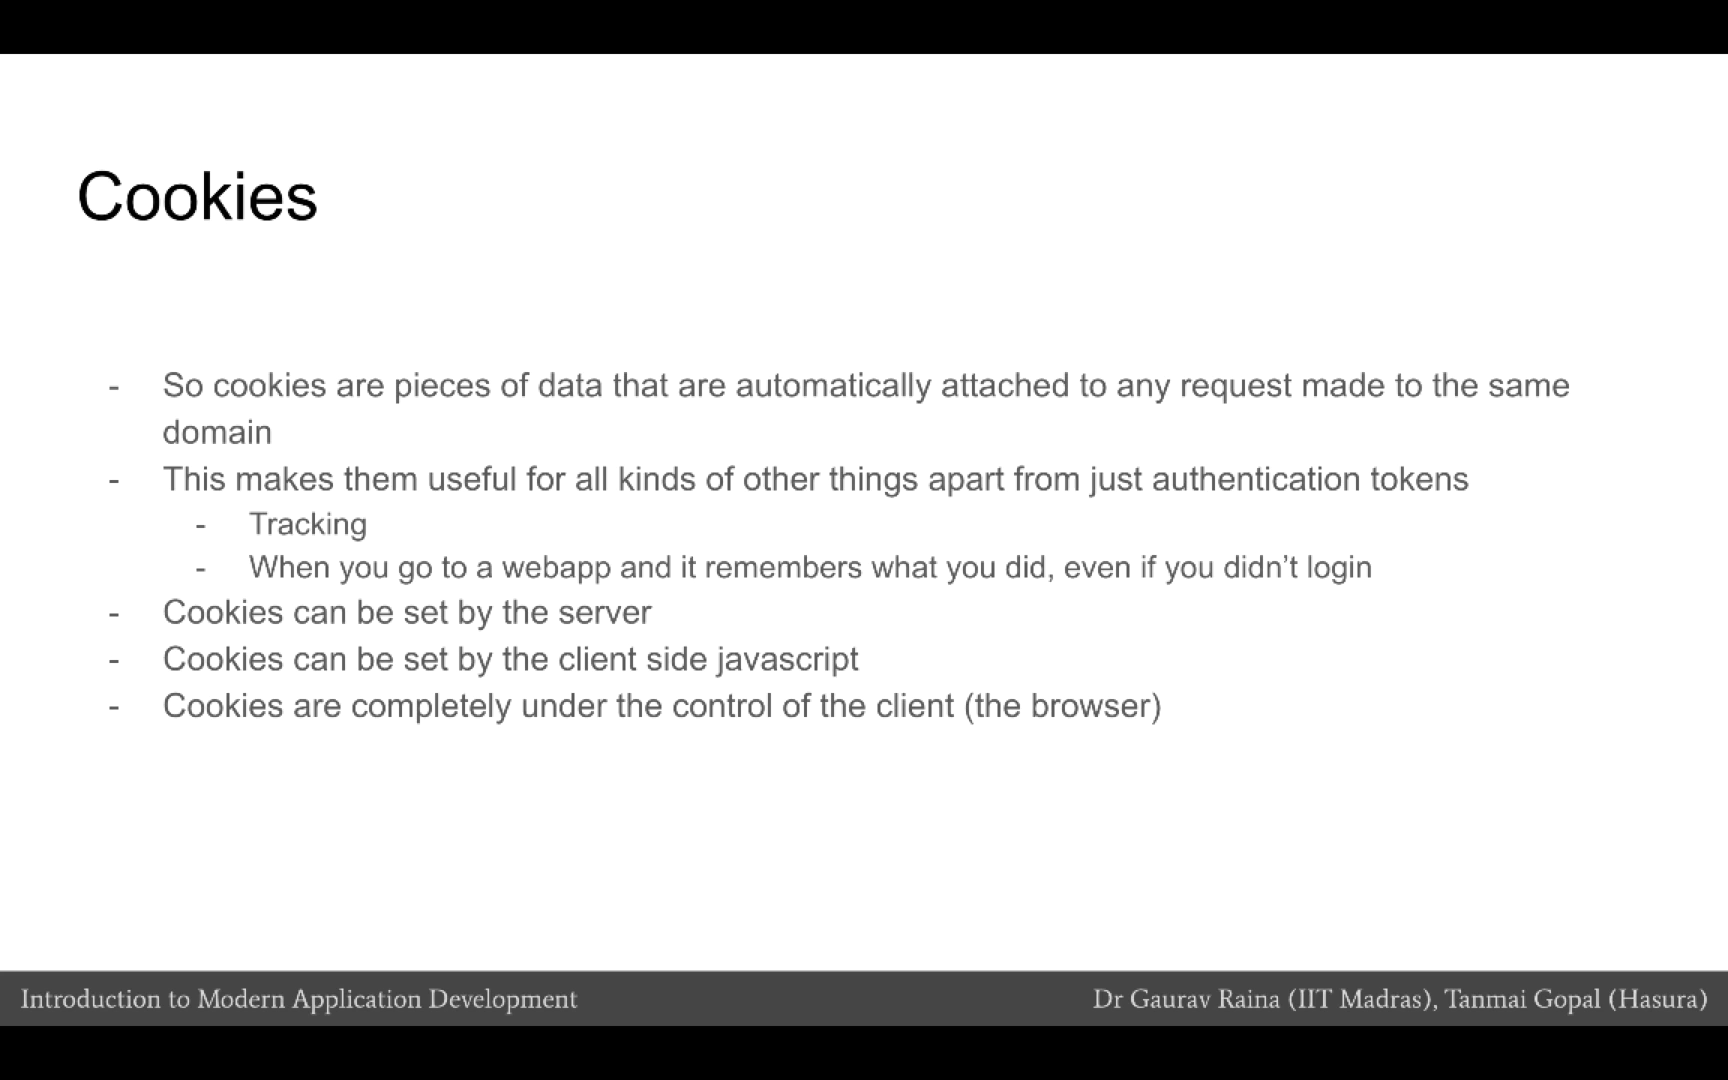 Cookies
- So cookies are pieces of data that are automatically attached to any request made to the same
domain
- This makes them useful for all kinds of other things apart from just authentication tokens
- Tracking
- When you go to a webapp and it remembers what you did, even if you didn’t login
- Cookies can be set by the server
- Cookies can be set by the client side javascript
- Cookies are completely under the control of the client (the browser)
Introduction to Modern Application Development
Dr Gaurav Raina (IIT Madras), Tanmai Gopal (Hasura)